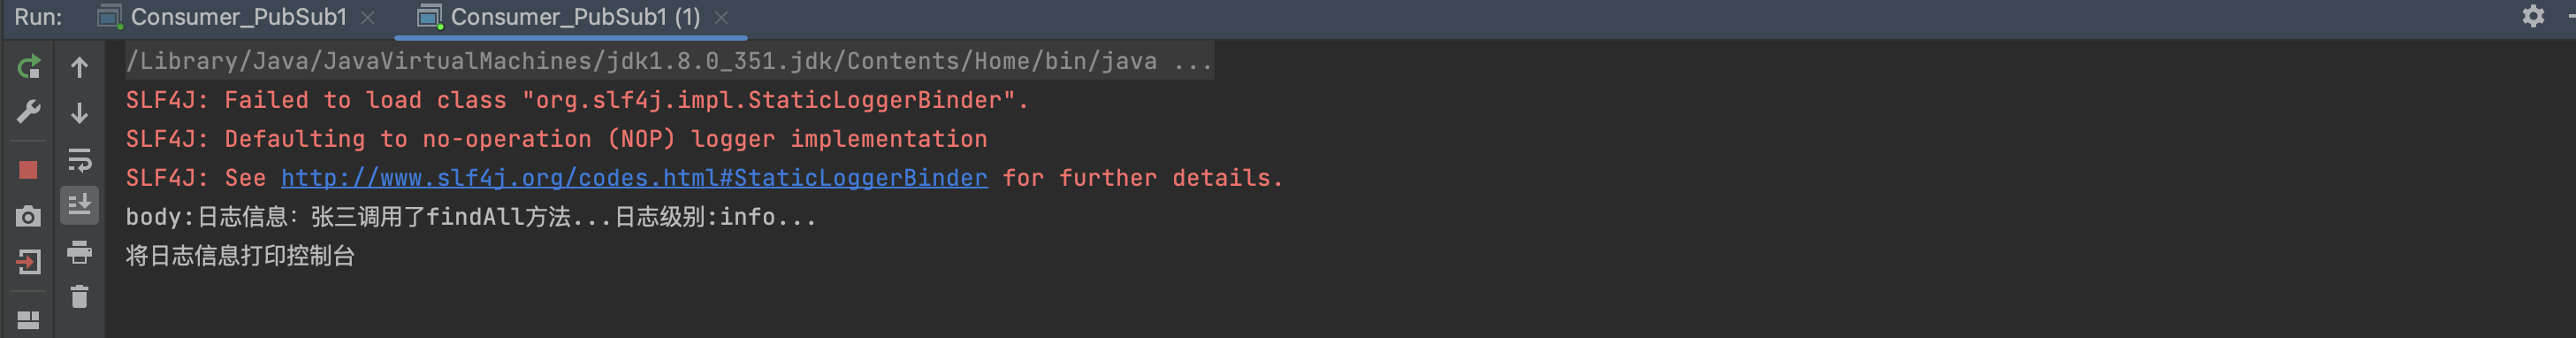 Run: Consumer_PubSub1 Consumer_PubSub1 (1)
/Library/Java/JavaVirtualMachines/jdk1.8.0_351.jdk/Contents/Home/bin/java ...
SLF4J: Failed to load class "org.slf4j.impl.StaticLoggerBinder".
SLF4J: Defaulting to no-operation (NOP) logger implementation
SLF4J: See http://www.slf4j.org/codes.html#StaticLoggerBinder for further details.
body:日志信息：张三调用了findAll方法...日志级别:info...
将日志信息打印控制台